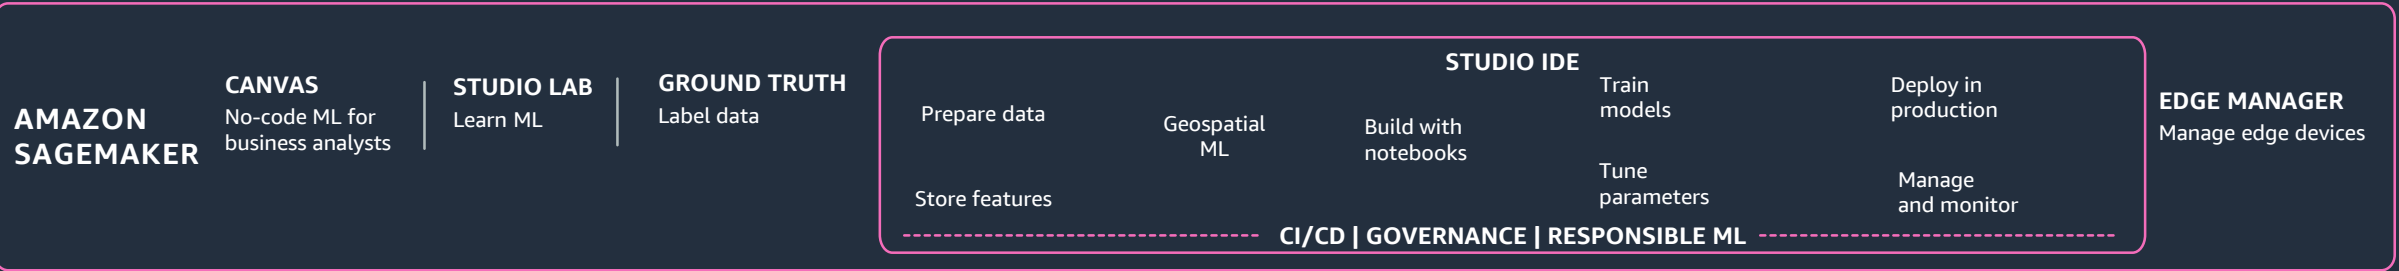 AMAZON
SAGEMAKER
CANVAS
No-code ML for
business analysts
STUDIO LAB
Learn ML
GROUND TRUTH
Label data
STUDIO IDE
Prepare data
Store features
Geospatial
ML
Build with
notebooks
Train
models
Tune
parameters
Deploy in
production
Manage
and monitor
CI/CD | GOVERNANCE | RESPONSIBLE ML
EDGE MANAGER
Manage edge devices